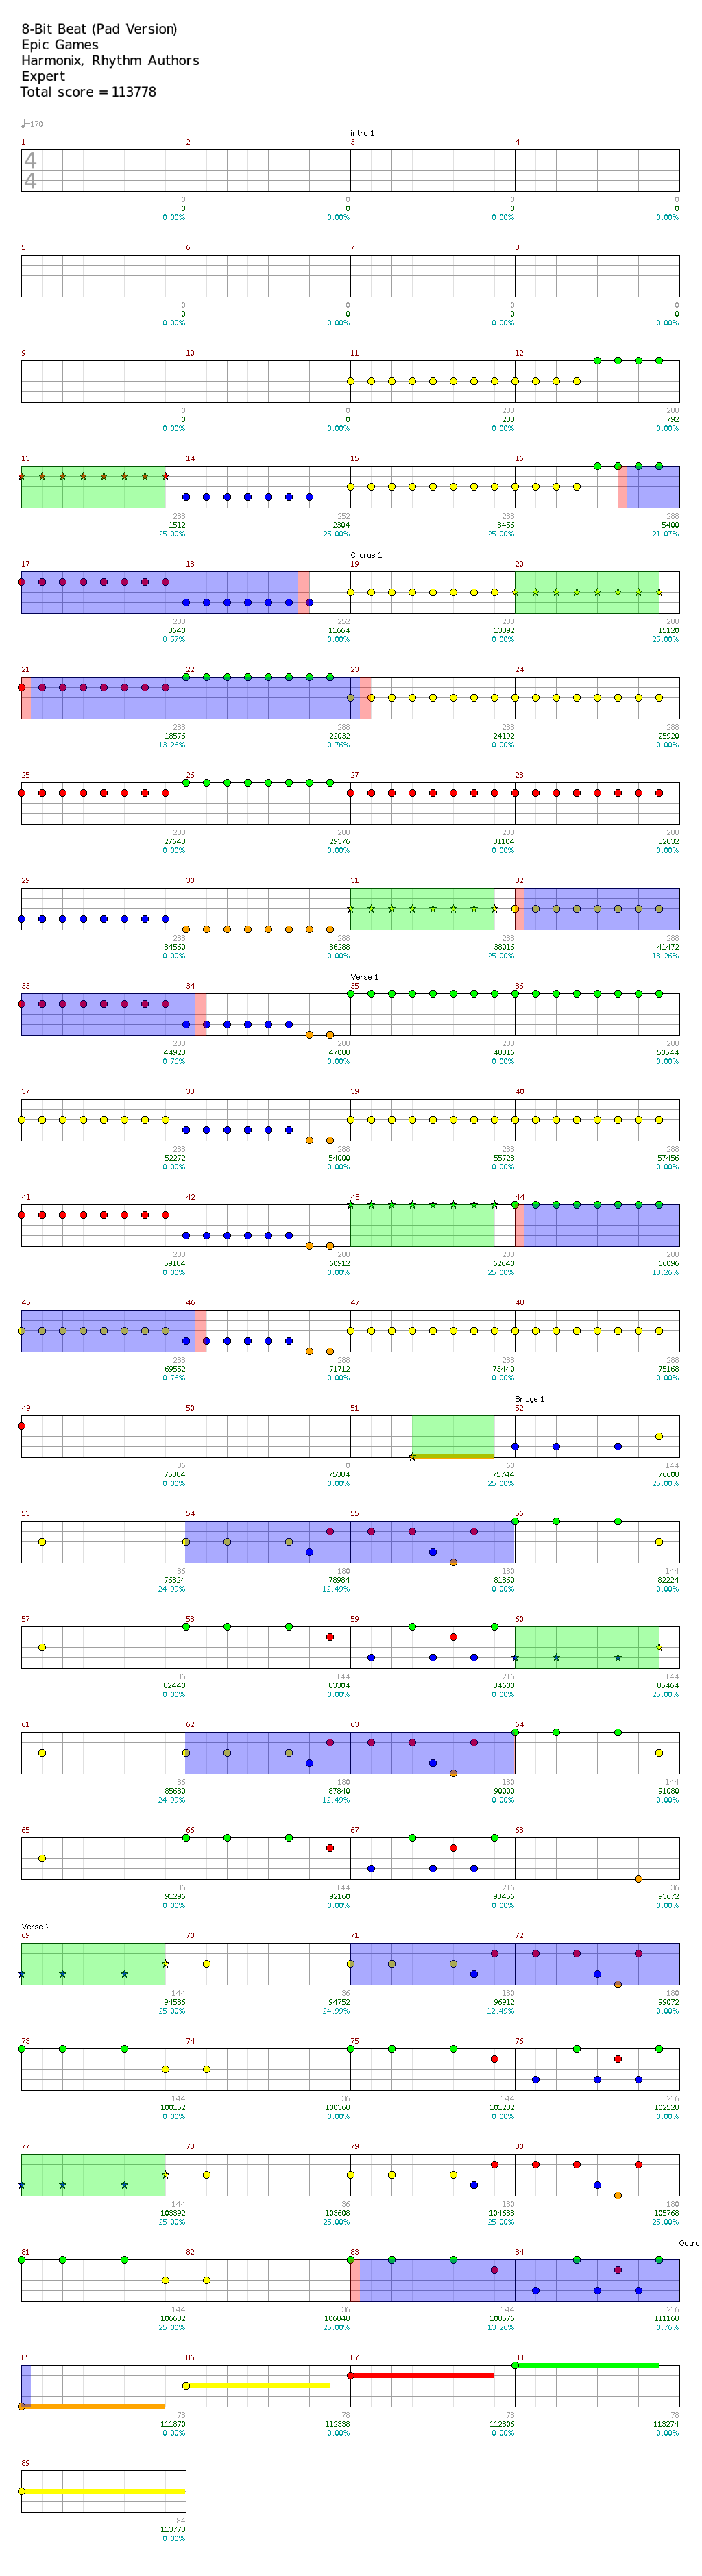 8-Bit Beat (Pad Version)
Epic Games
Harmonix, Rhythm Authors
Expert
Total score = 113778
♩=170
intro 1
1 2 3 4
4
4
0 0 0 0
0 0 0 0
0.00% 0.00% 0.00% 0.00%
5 6 7 8
0 0 0 0
0 0 0 0
0.00% 0.00% 0.00% 0.00%
9 10 11 12
0 0 288 288
0 0 288 792
0.00% 0.00% 0.00% 0.00%
13 14 15 16
288 252 288 288
1512 2304 3456 5400
25.00% 25.00% 25.00% 21.07%
Chorus 1
17 18 19 20
288 252 288 288
8640 11664 13392 15120
8.57% 0.00% 0.00% 25.00%
21 22 23 24
288 288 288 288
18576 22032 24192 25920
13.26% 0.76% 0.00% 0.00%
25 26 27 28
288 288 288 288
27648 29376 31104 32832
0.00% 0.00% 0.00% 0.00%
29 30 31 32
288 288 288 288
34560 36288 38016 41472
0.00% 0.00% 25.00% 13.26%
Verse 1
33 34 35 36
288 288 288 288
44928 47088 48816 50544
0.76% 0.00% 0.00% 0.00%
37 38 39 40
288 288 288 288
52272 54000 55728 57456
0.00% 0.00% 0.00% 0.00%
41 42 43 44
288 288 288 288
59184 60912 62640 66096
0.00% 0.00% 25.00% 13.26%
45 46 47 48
288 288 288 288
69552 71712 73440 75168
0.76% 0.00% 0.00% 0.00%
Bridge 1
49 50 51 52
36 0 60 144
75384 75384 75744 76608
0.00% 0.00% 25.00% 25.00%
53 54 55 56
36 180 180 144
76824 78984 81360 82224
24.99% 12.49% 0.00% 0.00%
57 58 59 60
36 144 216 144
82440 83304 84600 85464
0.00% 0.00% 0.00% 25.00%
61 62 63 64
36 180 180 144
85680 87840 90000 91080
24.99% 12.49% 0.00% 0.00%
65 66 67 68
36 144 216 36
91296 92160 93456 93672
0.00% 0.00% 0.00% 0.00%
Verse 2
69 70 71 72
144 36 180 180
94536 94752 96912 99072
25.00% 24.99% 12.49% 0.00%
73 74 75 76
144 36 144 216
100152 100368 101232 102528
0.00% 0.00% 0.00% 0.00%
77 78 79 80
144 36 180 180
103392 103608 104688 105768
25.00% 25.00% 25.00% 25.00%
Outro
81 82 83 84
144 36 144 216
106632 106848 108576 111168
25.00% 25.00% 13.26% 0.76%
85 86 87 88
78 78 78 78
111870 112338 112806 113274
0.00% 0.00% 0.00% 0.00%
89
84
113778
0.00%